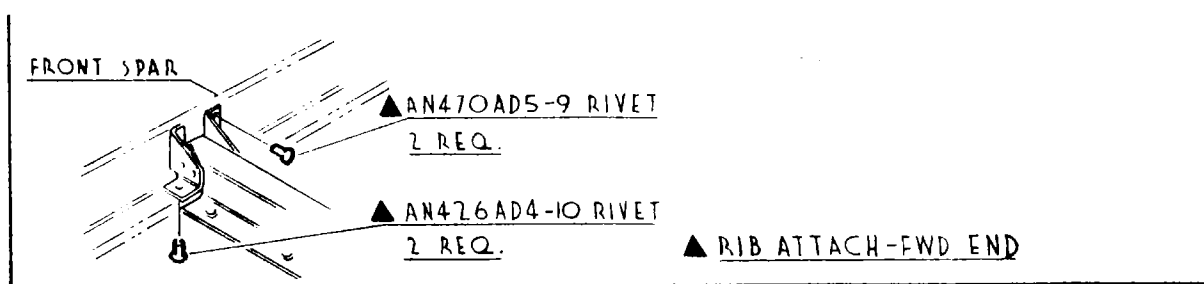 FRONT SPAR
▲ AN470AD5-9 RIVET
2 REQ.
▲ AN426AD4-10 RIVET
2 REQ.
▲ RIB ATTACH-FWD END